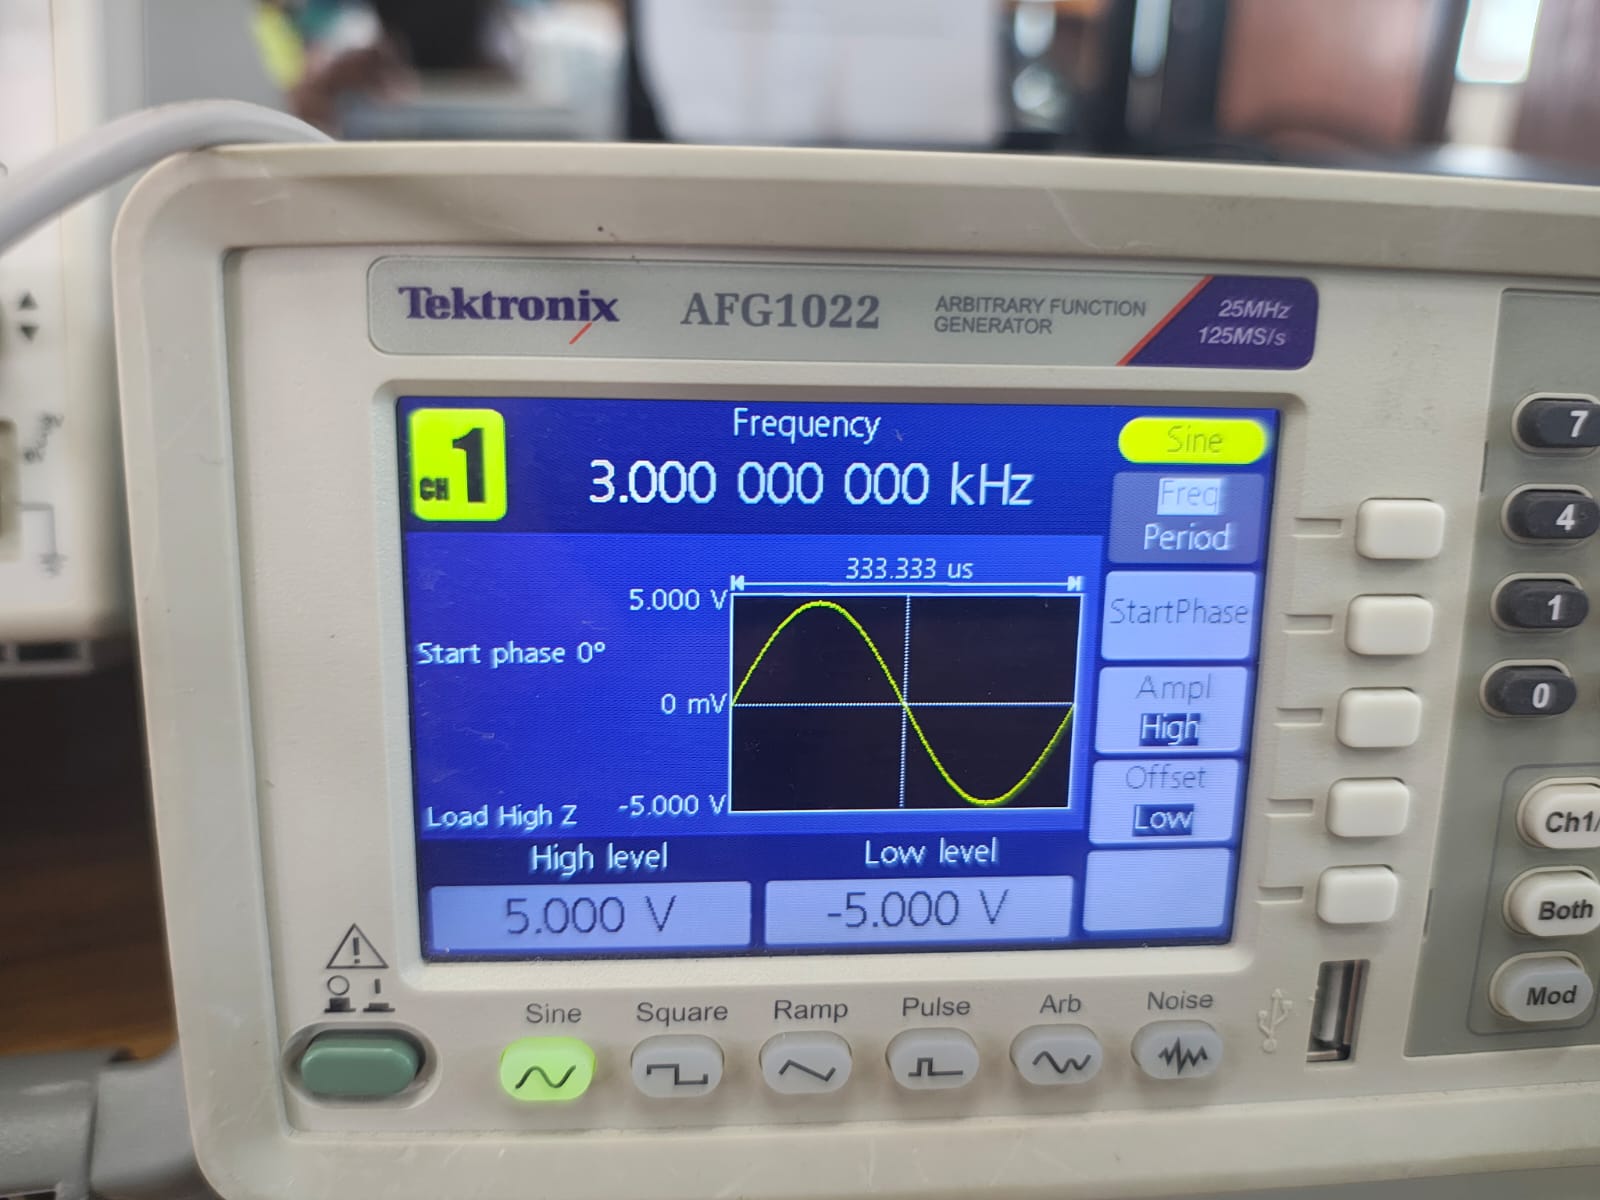 Tektronix AFG1022 ARBITRARY FUNCTION GENERATOR 25MHz 125MS/s
CH 1
Frequency
3.000 000 000 kHz
Sine
Freq
Period
StartPhase
Ampl
High
Offset
Low
333.333 us
5.000 V
Start phase 0°
0 mV
Load High Z
-5.000 V
High level Low level
5.000 V -5.000 V
Sine Square Ramp Pulse Arb Noise
7
4
1
0
Ch1/
Both
Mod